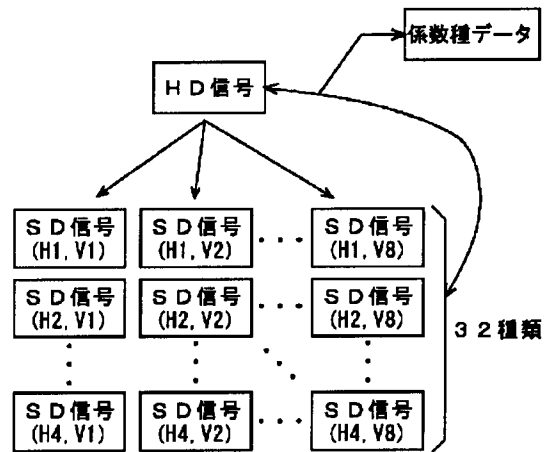 係数種データ
ＨＤ信号
ＳＤ信号
(H1, V1)
ＳＤ信号
(H1, V2)
・・・
ＳＤ信号
(H1, V8)
ＳＤ信号
(H2, V1)
ＳＤ信号
(H2, V2)
・・・
ＳＤ信号
(H2, V8)
３２種類
ＳＤ信号
(H4, V1)
ＳＤ信号
(H4, V2)
・・・
ＳＤ信号
(H4, V8)